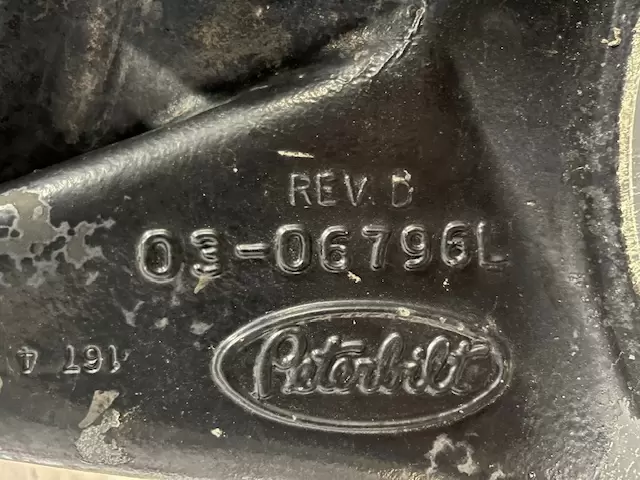 REV. D
03-06796L
Peterbilt